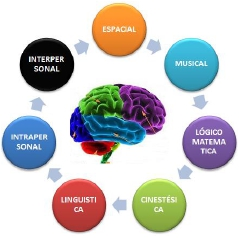 ESPACIAL
MUSICAL
LÓGICO
MATEMA
TICA
CINESTÉSI
CA
LINGUISTI
CA
INTRAPER
SONAL
INTERPER
SONAL